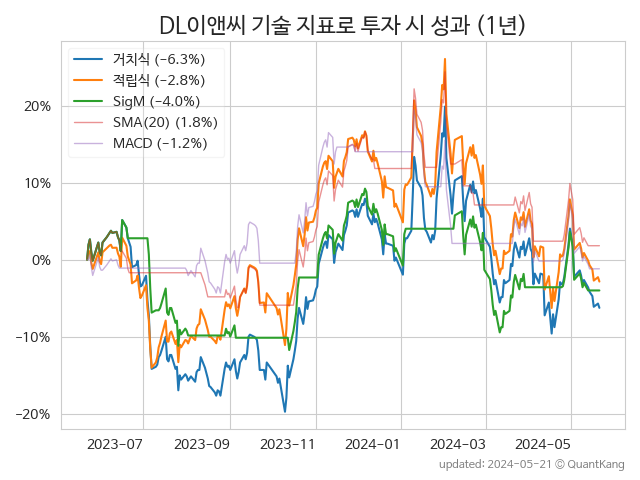 DL이앤씨 기술 지표로 투자 시 성과 (1년)
거치식 (−6.3%)
적립식 (−2.8%)
SigM (−4.0%)
SMA(20) (1.8%)
MACD (−1.2%)
20%
10%
0%
−10%
−20%
2023-07 2023-09 2023-11 2024-01 2024-03 2024-05
updated: 2024-05-21 © QuantKang